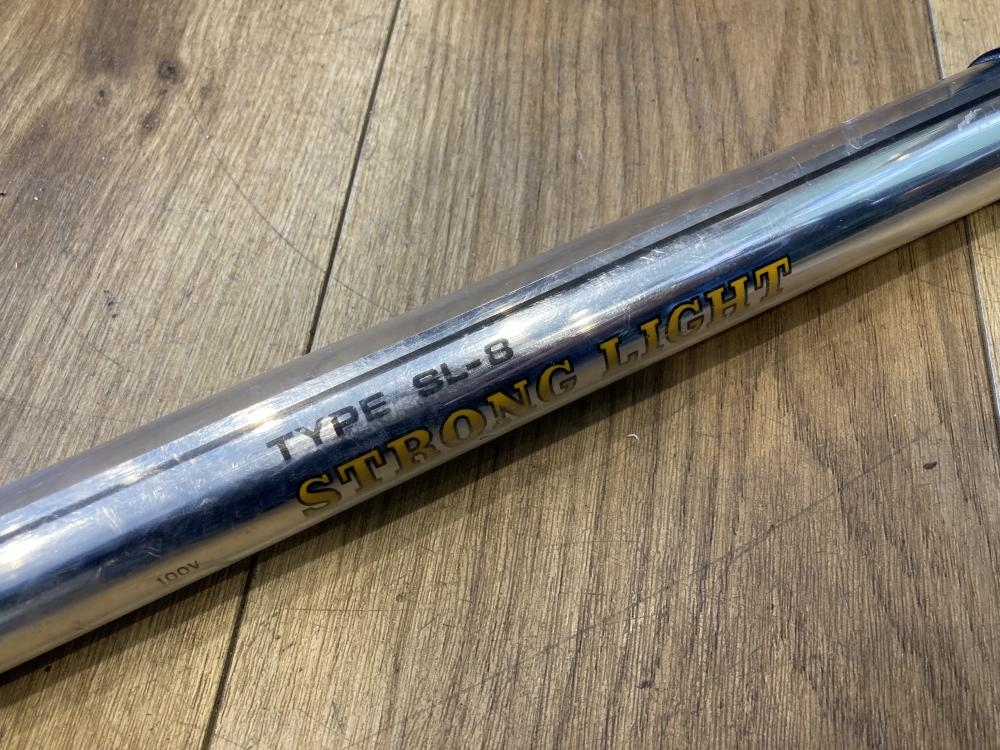 TYPE SL-8
STRONG LIGHT
100V